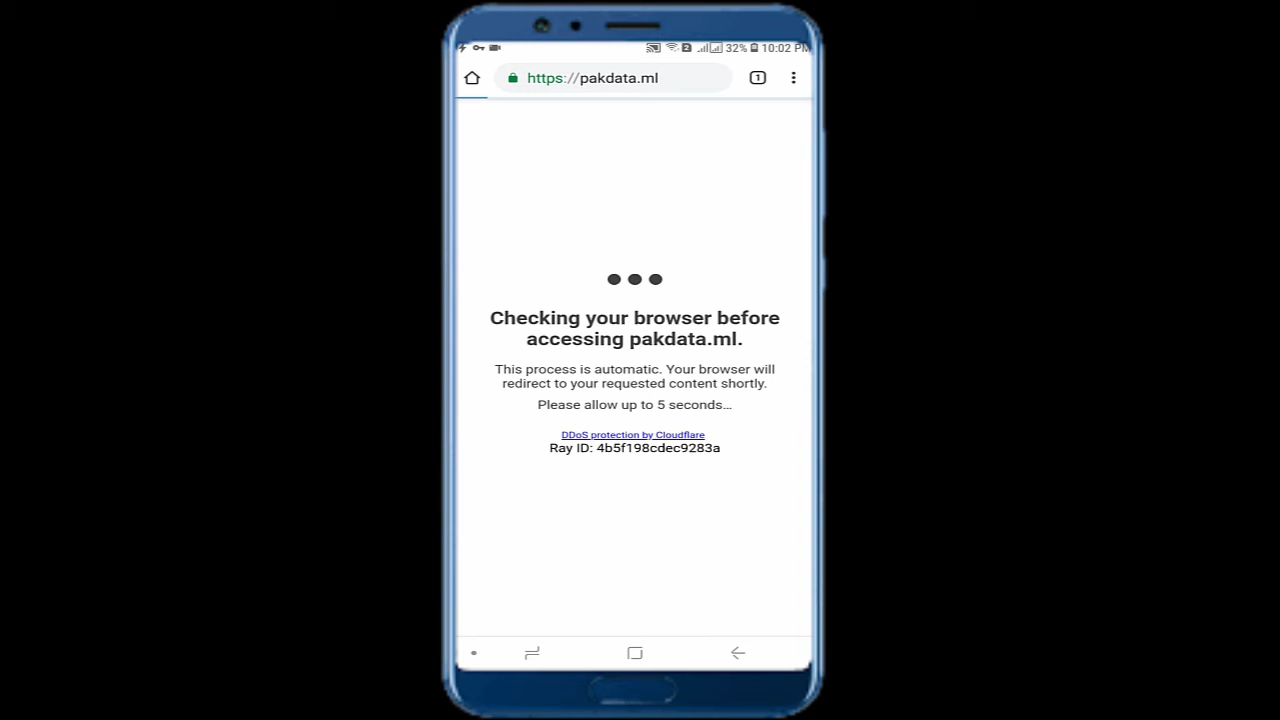 32% 10:02 PM
https://pakdata.ml
1
Checking your browser before
accessing pakdata.ml.
This process is automatic. Your browser will
redirect to your requested content shortly.
Please allow up to 5 seconds...
DDoS protection by Cloudflare
Ray ID: 4b5f198cdec9283a